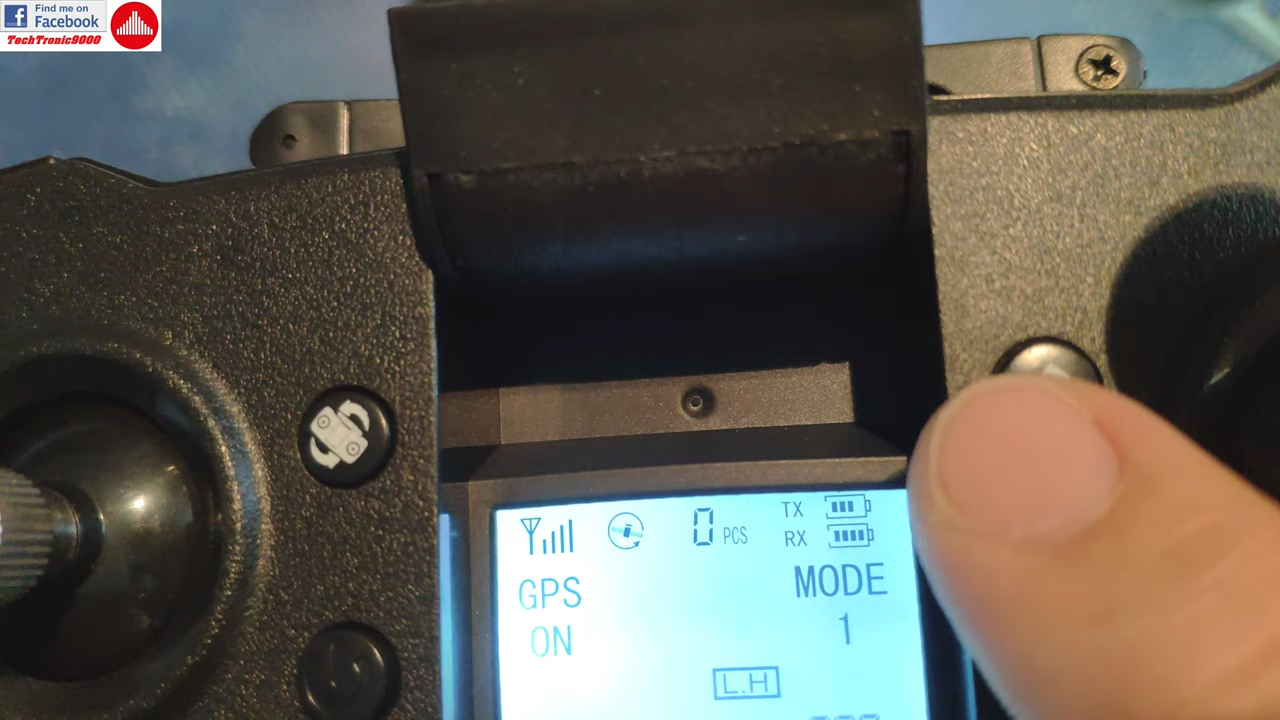 Find me on
Facebook
TechTronic9000
0 PCS
TX
RX
GPS
ON
MODE
1
L.H